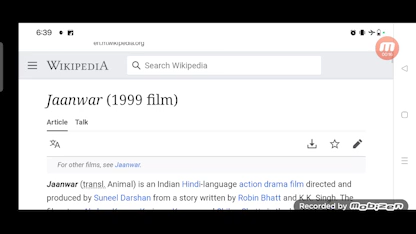 6:39
en.m.wikipedia.org
WIKIPEDIA
Search Wikipedia
Jaanwar (1999 film)
Article Talk
For other films, see Jaanwar.
Jaanwar (transl. Animal) is an Indian Hindi-language action drama film directed and
produced by Suneel Darshan from a story written by Robin Bhatt and K.K. Singh. The
Recorded by MOBIZEN